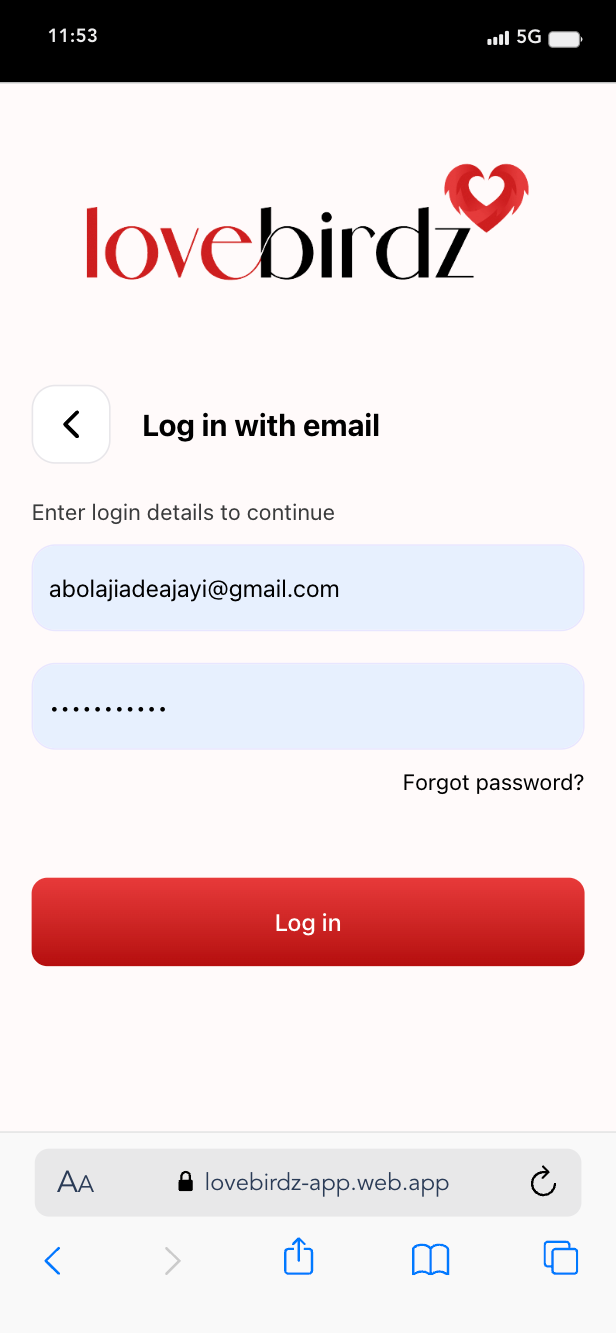 11:53 5G
lovebirdz
Log in with email
Enter login details to continue
abolajiadeajayi@gmail.com
•••••••••••
Forgot password?
Log in
AA lovebirdz-app.web.app